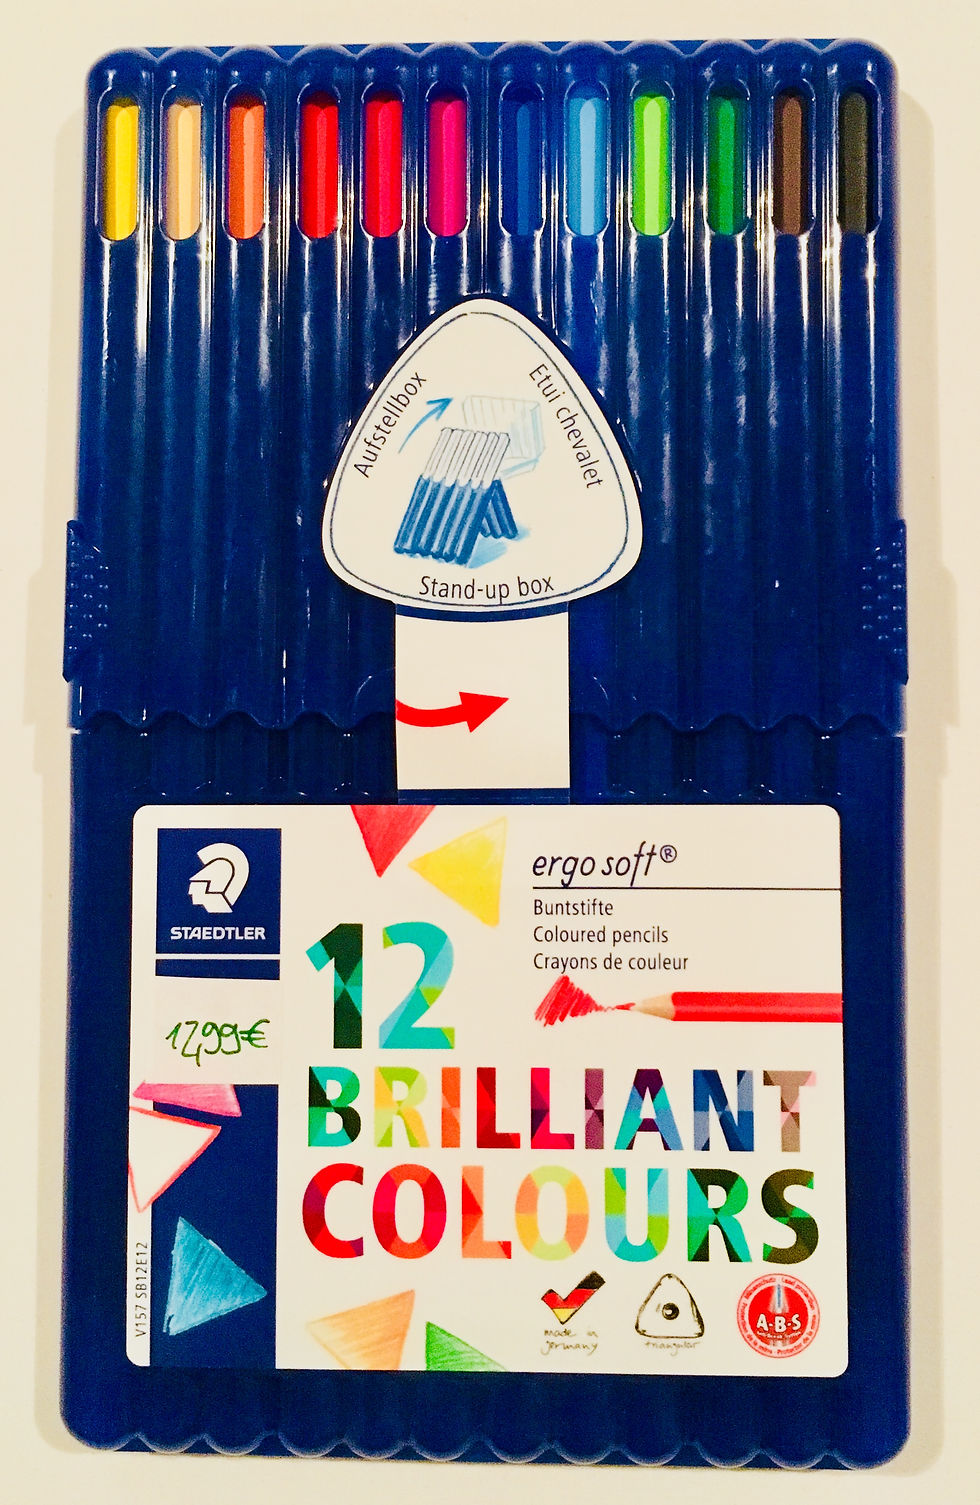 Aufstellbox
Etui chevalet
Stand-up box
STAEDTLER
ergo soft®
Buntstifte
Coloured pencils
Crayons de couleur
12
12,99€
BRILLIANT
COLOURS
V157 SB12E12
made in
germany
triangular
A·B·S